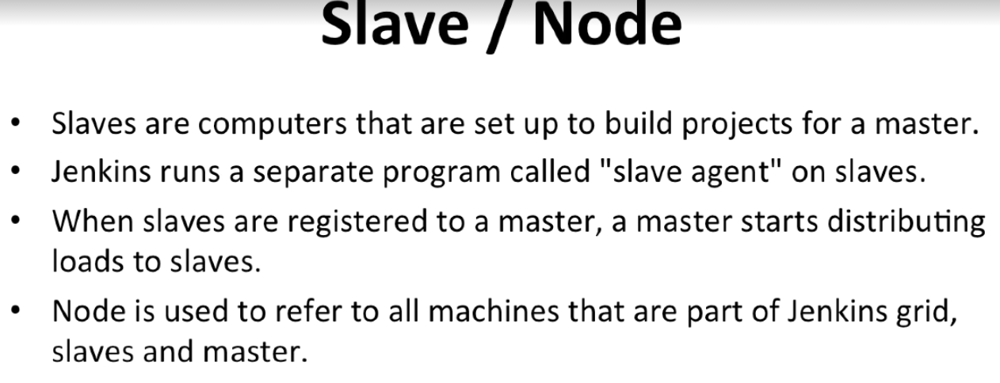 Slave / Node
• Slaves are computers that are set up to build projects for a master.
• Jenkins runs a separate program called "slave agent" on slaves.
• When slaves are registered to a master, a master starts distributing
loads to slaves.
• Node is used to refer to all machines that are part of Jenkins grid,
slaves and master.